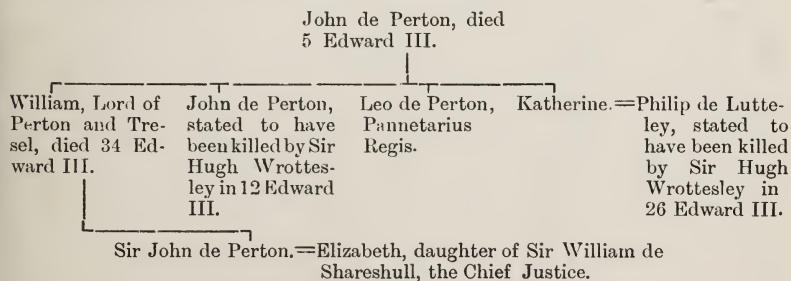 John de Perton, died
5 Edward III.
William, Lord of
Perton and Tre-
sel, died 34 Ed-
ward III.
John de Perton,
stated to have
been killed by Sir
Hugh Wrottes-
ley in 12 Edward
III.
Leo de Perton,
Pannetarius
Regis.
Katherine.=Philip de Lutte-
ley, stated to
have been killed
by Sir Hugh
Wrottesley in
26 Edward III.
Sir John de Perton.=Elizabeth, daughter of Sir William de
Shareshull, the Chief Justice.